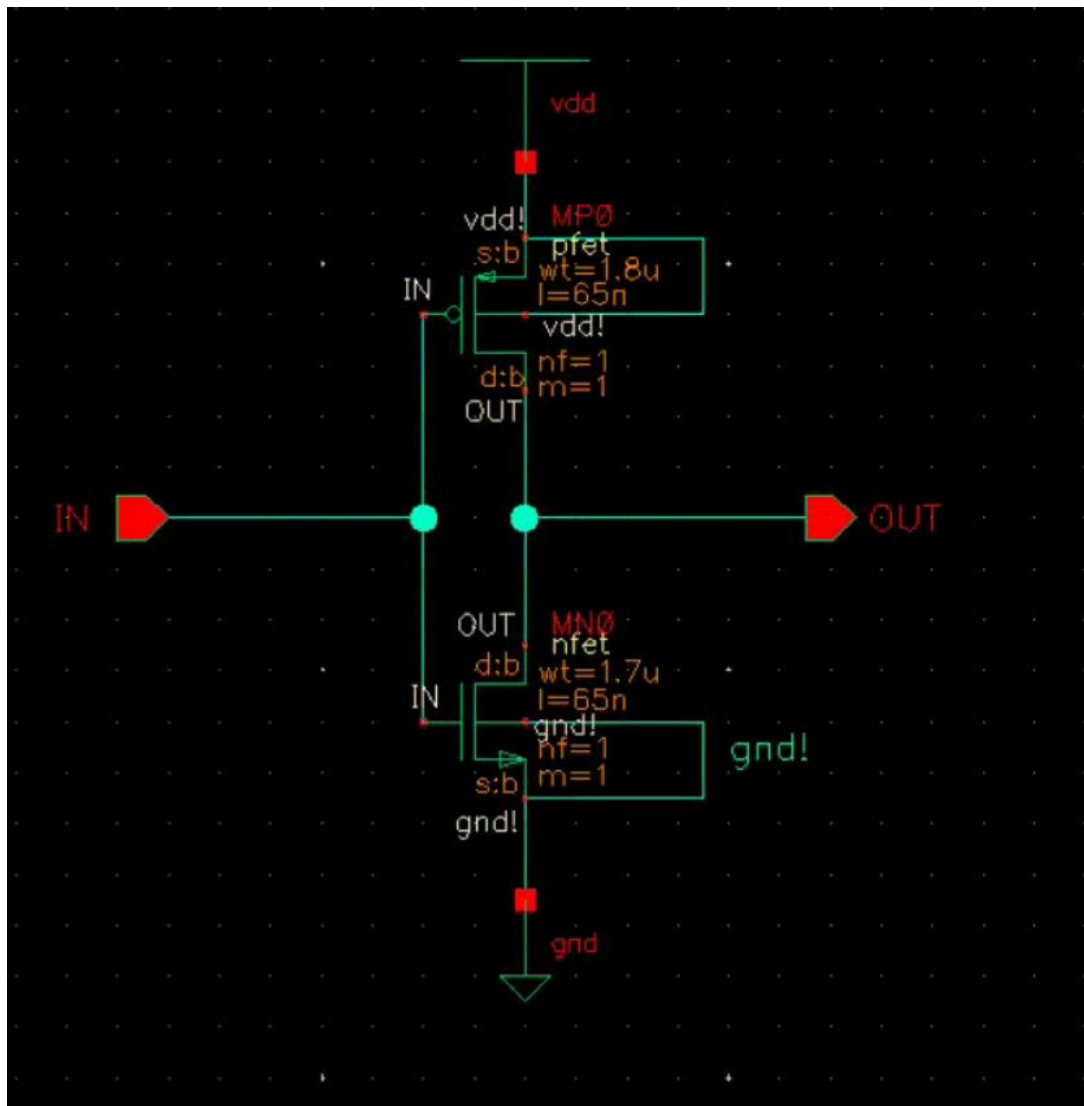 vdd
vdd!
MP0
pfet
s:b
wt=1.8u
l=65n
IN
vdd!
nf=1
d:b
m=1
OUT
IN
OUT
OUT
MN0
nfet
d:b
wt=1.7u
IN
l=65n
gnd!
nf=1
gnd!
m=1
s:b
gnd!
gnd